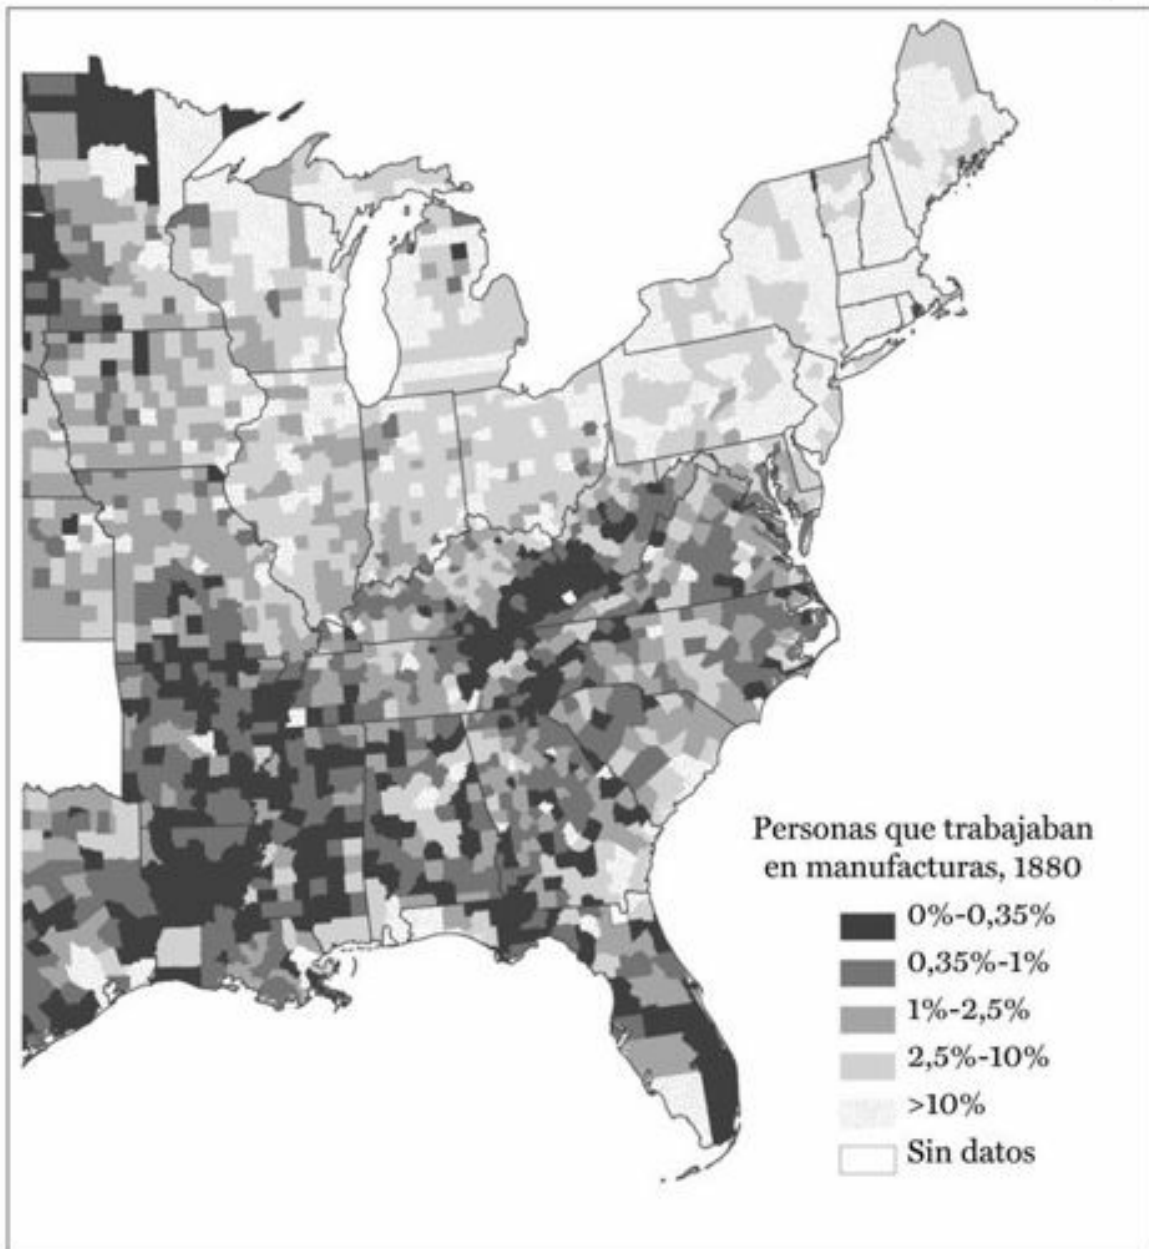 Personas que trabajaban
en manufacturas, 1880
0%-0,35%
0,35%-1%
1%-2,5%
2,5%-10%
>10%
Sin datos